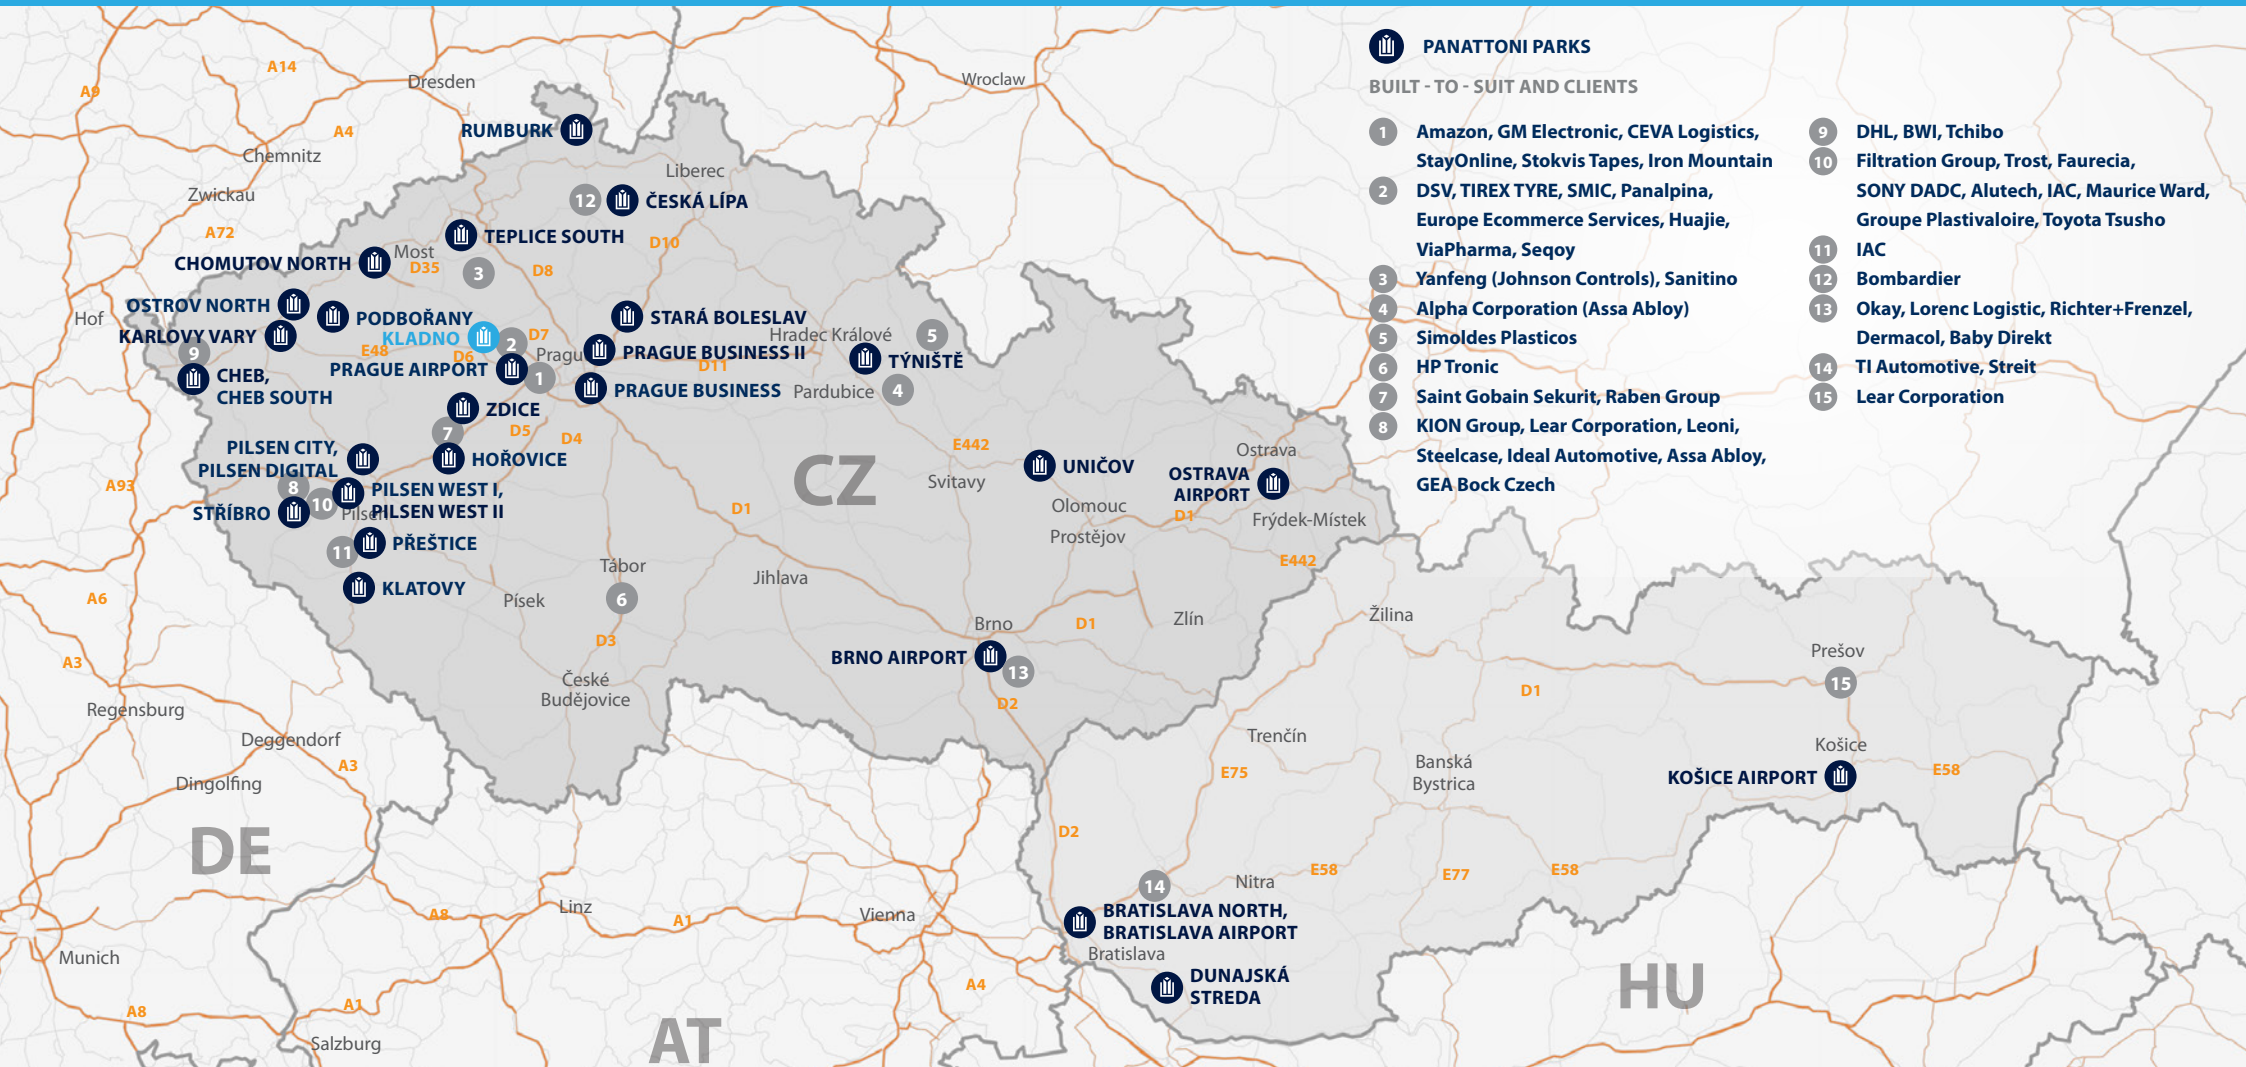 PANATTONI PARKS
BUILT - TO - SUIT AND CLIENTS
1 Amazon, GM Electronic, CEVA Logistics,
StayOnline, Stokvis Tapes, Iron Mountain
2 DSV, TIREX TYRE, SMIC, Panalpina,
Europe Ecommerce Services, Huajie,
ViaPharma, Seqoy
3 Yanfeng (Johnson Controls), Sanitino
4 Alpha Corporation (Assa Abloy)
5 Simoldes Plasticos
6 HP Tronic
7 Saint Gobain Sekurit, Raben Group
8 KION Group, Lear Corporation, Leoni,
Steelcase, Ideal Automotive, Assa Abloy,
GEA Bock Czech
9 DHL, BWI, Tchibo
10 Filtration Group, Trost, Faurecia,
SONY DADC, Alutech, IAC, Maurice Ward,
Groupe Plastivaloire, Toyota Tsusho
11 IAC
12 Bombardier
13 Okay, Lorenc Logistic, Richter+Frenzel,
Dermacol, Baby Direkt
14 TI Automotive, Streit
15 Lear Corporation
A14
Dresden
Wroclaw
A9
A4
RUMBURK
Chemnitz
Liberec
Zwickau
12
ČESKÁ LÍPA
A72
TEPLICE SOUTH
D10
Most
CHOMUTOV NORTH
D35
3
D8
OSTROV NORTH
PODBOŘANY
STARÁ BOLESLAV
Hof
KARLOVY VARY
KLADNO
2
D7
Hradec Králové
5
9
E48
D6
Pragu
PRAGUE BUSINESS II
TÝNIŠTĚ
PRAGUE AIRPORT
1
D11
CHEB,
CHEB SOUTH
PRAGUE BUSINESS
Pardubice
4
ZDICE
7
D5
D4
HOŘOVICE
PILSEN CITY,
PILSEN DIGITAL
CZ
E442
Svitavy
UNIČOV
Ostrava
OSTRAVA
AIRPORT
A93
8
10
PILSEN WEST I,
PILSEN WEST II
Pilsen
STŘÍBRO
D1
Olomouc
D1
Frýdek-Místek
Prostějov
11
PŘEŠTICE
E442
Tábor
Jihlava
KLATOVY
A6
Písek
6
Zlín
Žilina
Brno
D1
D3
A3
BRNO AIRPORT
13
Prešov
15
České
Budějovice
D2
D1
Regensburg
Deggendorf
Trenčín
Košice
A3
Dingolfing
E75
Banská
Bystrica
KOŠICE AIRPORT
E58
DE
D2
14
Nitra
E58
E77
E58
Linz
A8
A1
Vienna
BRATISLAVA NORTH,
BRATISLAVA AIRPORT
Bratislava
Munich
A4
DUNAJSKÁ
STREDA
HU
A8
A1
Salzburg
AT